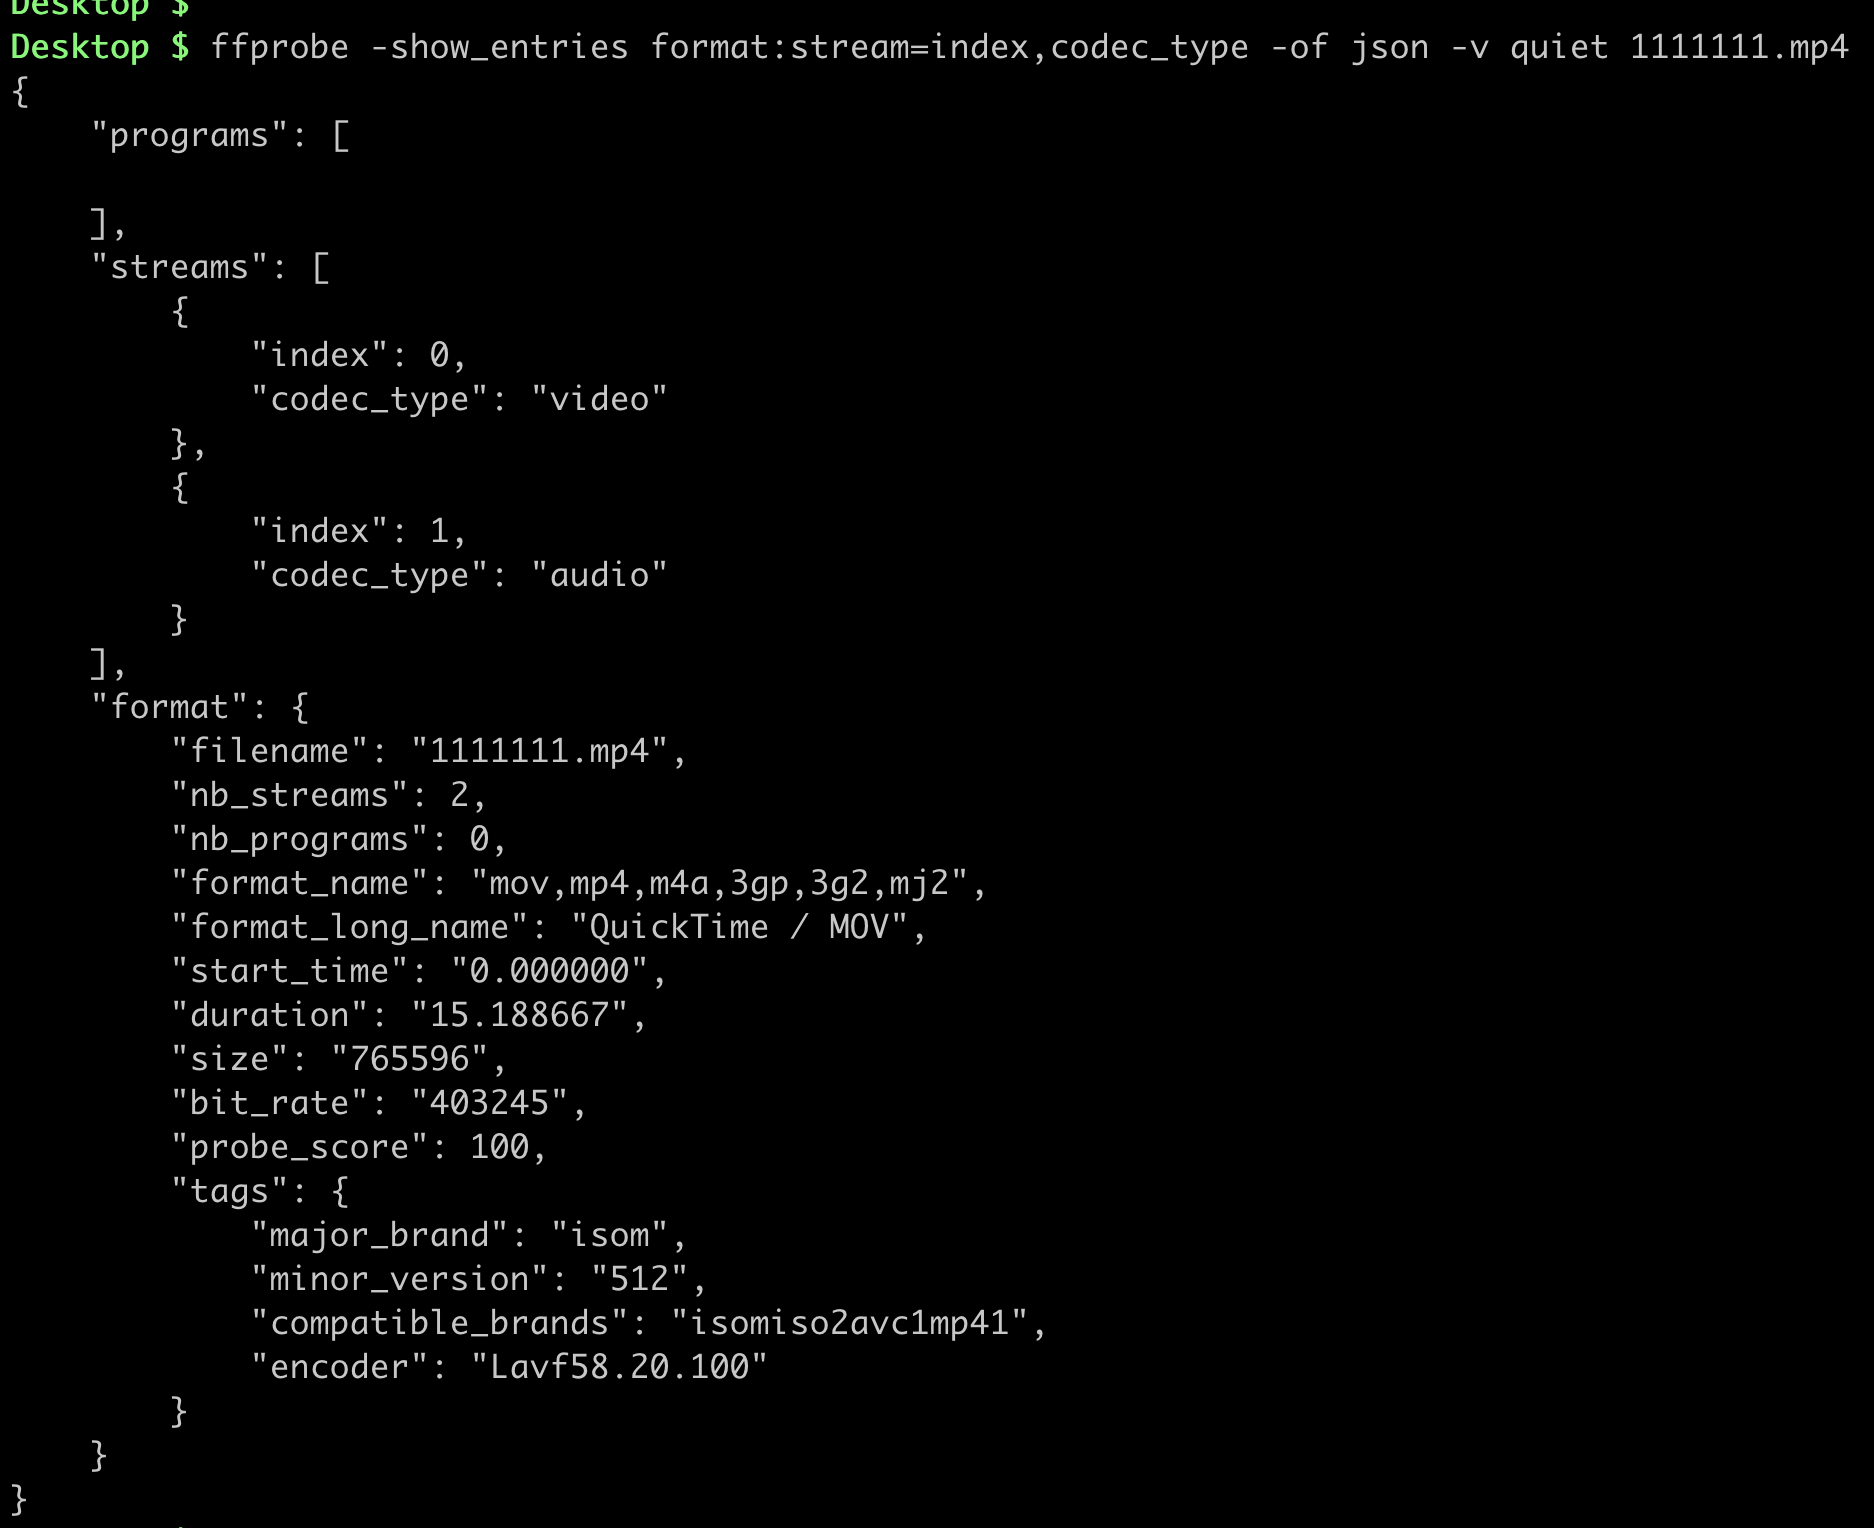 Desktop $
Desktop $ ffprobe -show_entries format:stream=index,codec_type -of json -v quiet 1111111.mp4
{
    "programs": [

    ],
    "streams": [
        {
            "index": 0,
            "codec_type": "video"
        },
        {
            "index": 1,
            "codec_type": "audio"
        }
    ],
    "format": {
        "filename": "1111111.mp4",
        "nb_streams": 2,
        "nb_programs": 0,
        "format_name": "mov,mp4,m4a,3gp,3g2,mj2",
        "format_long_name": "QuickTime / MOV",
        "start_time": "0.000000",
        "duration": "15.188667",
        "size": "765596",
        "bit_rate": "403245",
        "probe_score": 100,
        "tags": {
            "major_brand": "isom",
            "minor_version": "512",
            "compatible_brands": "isomiso2avc1mp41",
            "encoder": "Lavf58.20.100"
        }
    }
}